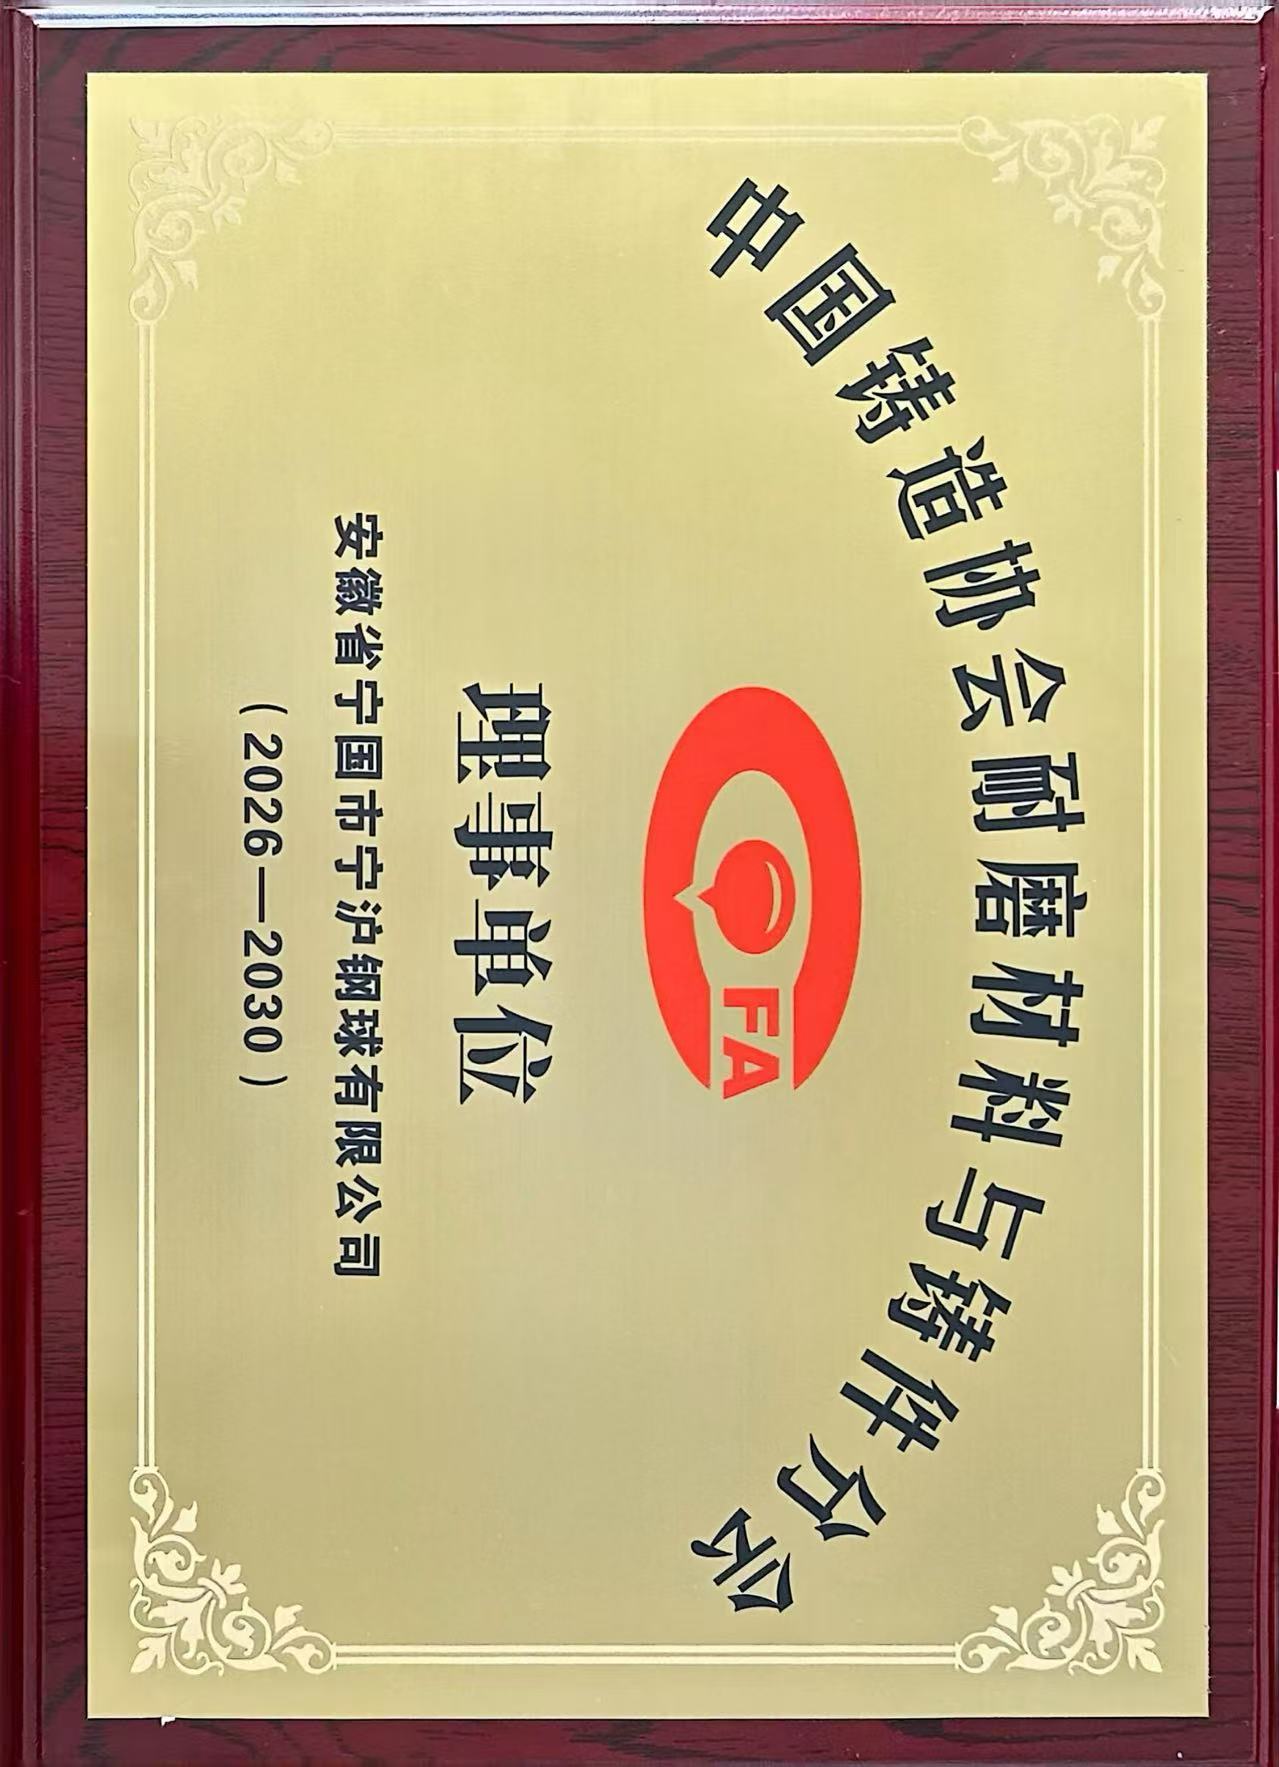 中国铸造协会耐磨材料与铸件分会
FA
理事单位
安徽省宁国市宁沪钢球有限公司
（2026—2030）